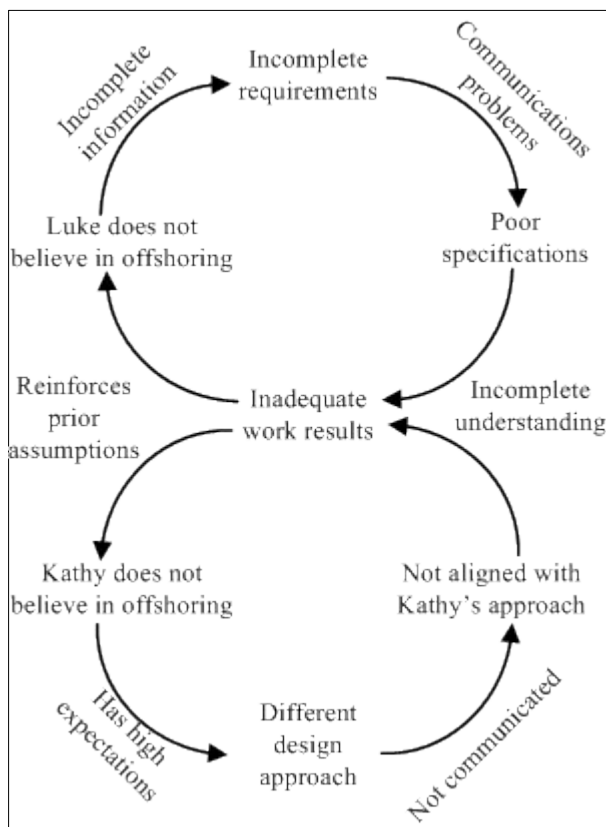 Incomplete
information
Incomplete
requirements
Communications
problems
Luke does not
believe in offshoring
Poor
specifications
Reinforces
prior
assumptions
Inadequate
work results
Incomplete
understanding
Kathy does not
believe in offshoring
Not aligned with
Kathy's approach
Has high
expectations
Different
design
approach
Not communicated